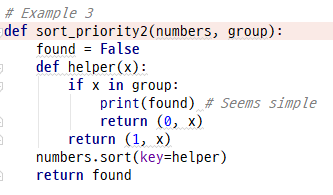 # Example 3
def sort_priority2(numbers, group):
    found = False
    def helper(x):
        if x in group:
            print(found) # Seems simple
            return (0, x)
        return (1, x)
    numbers.sort(key=helper)
    return found